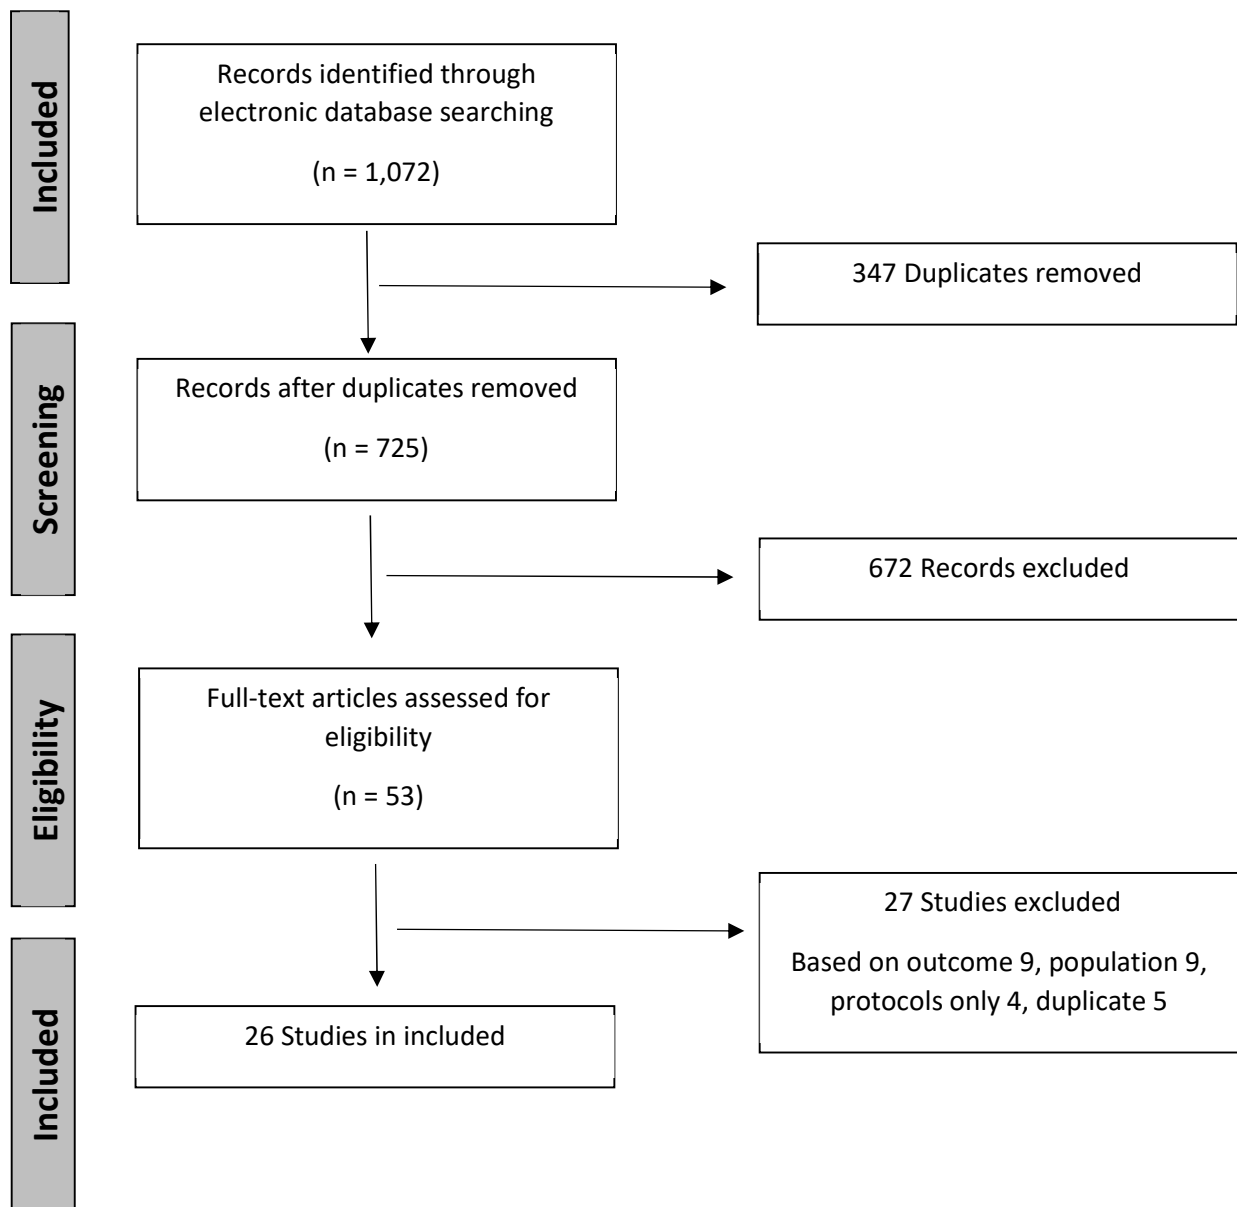 Included
Records identified through
electronic database searching
(n = 1,072)
347 Duplicates removed
Screening
Records after duplicates removed
(n = 725)
672 Records excluded
Eligibility
Full-text articles assessed for
eligibility
(n = 53)
27 Studies excluded
Based on outcome 9, population 9,
protocols only 4, duplicate 5
Included
26 Studies in included